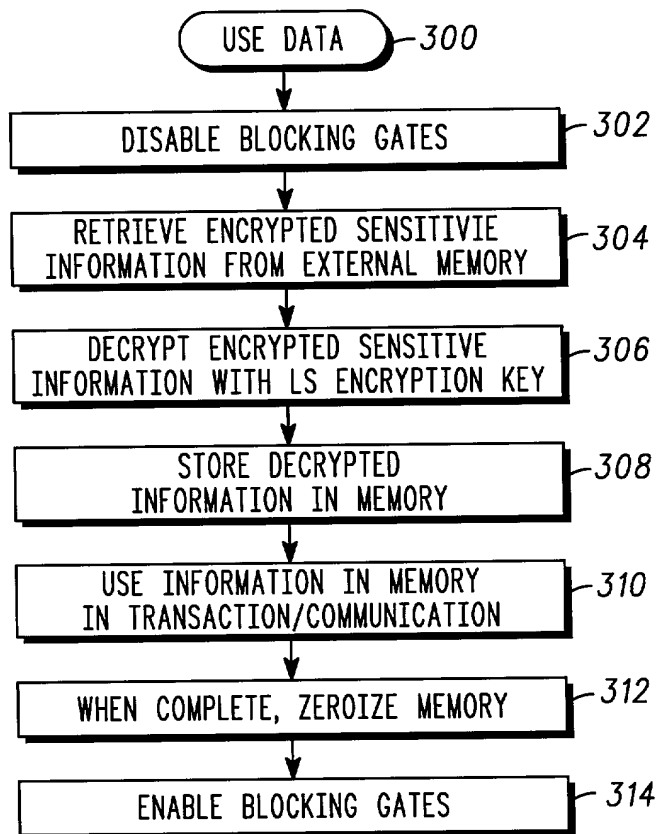 USE DATA 300
DISABLE BLOCKING GATES 302
RETRIEVE ENCRYPTED SENSITIVIE 304
INFORMATION FROM EXTERNAL MEMORY
DECRYPT ENCRYPTED SENSITIVE 306
INFORMATION WITH LS ENCRYPTION KEY
STORE DECRYPTED 308
INFORMATION IN MEMORY
USE INFORMATION IN MEMORY 310
IN TRANSACTION/COMMUNICATION
WHEN COMPLETE, ZEROIZE MEMORY 312
ENABLE BLOCKING GATES 314